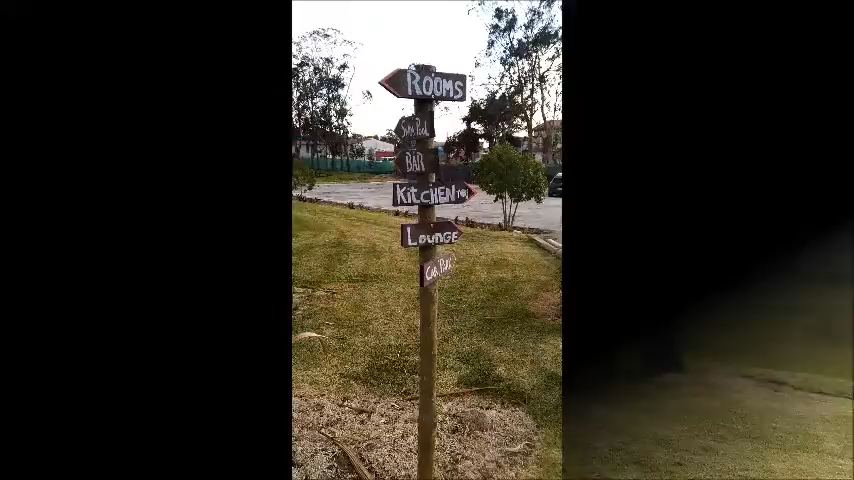 ROOMS
Swim Pool
BAR
KitCHEN
LOUNGE
Car Park